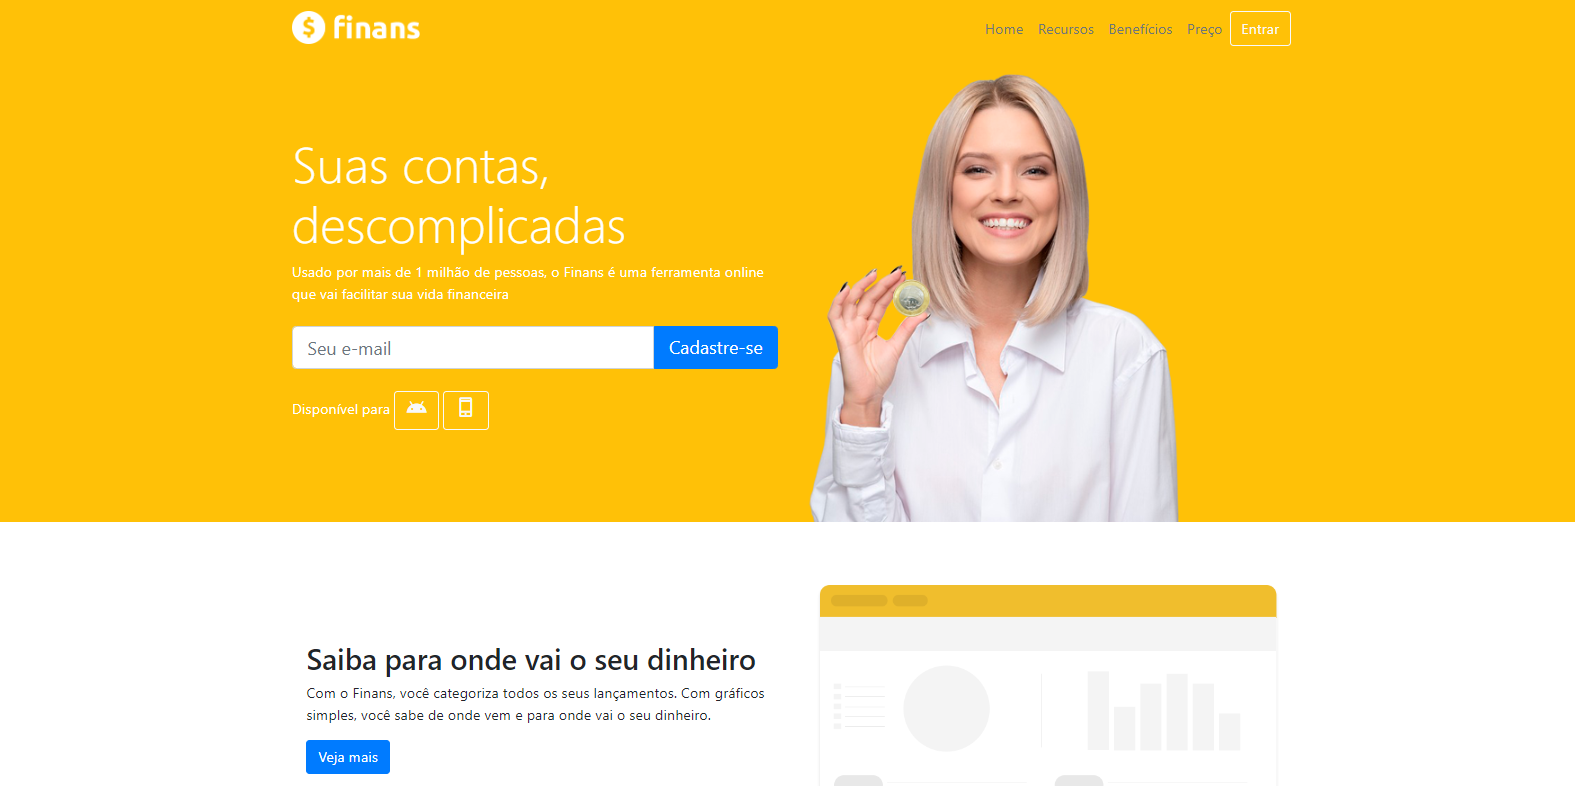 finans
Home Recursos Benefícios Preço Entrar
Suas contas,
descomplicadas
Usado por mais de 1 milhão de pessoas, o Finans é uma ferramenta online
que vai facilitar sua vida financeira
Seu e-mail Cadastre-se
Disponível para
Saiba para onde vai o seu dinheiro
Com o Finans, você categoriza todos os seus lançamentos. Com gráficos
simples, você sabe de onde vem e para onde vai o seu dinheiro.
Veja mais